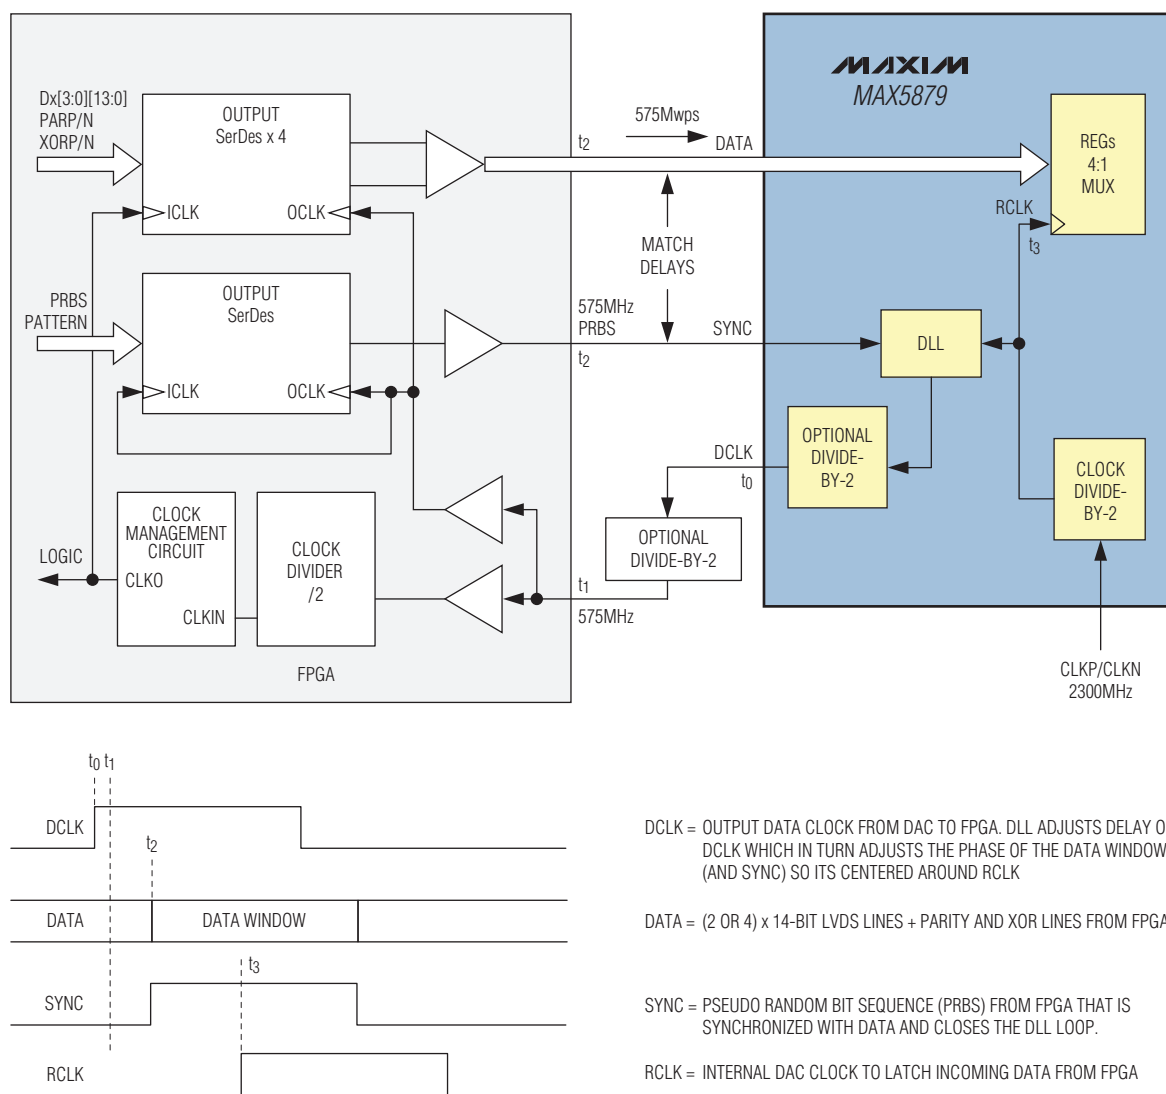 MAXIM
MAX5879
Dx[3:0][13:0]
PARP/N
XORP/N
OUTPUT
SerDes x 4
ICLK
OCLK
t2
575Mwps
DATA
REGs
4:1
MUX
RCLK
t3
MATCH
DELAYS
PRBS
PATTERN
OUTPUT
SerDes
ICLK
OCLK
575MHz
PRBS
t2
SYNC
DLL
OPTIONAL
DIVIDE-
BY-2
DCLK
t0
CLOCK
DIVIDE-
BY-2
CLOCK
MANAGEMENT
CIRCUIT
CLKO
CLKIN
LOGIC
CLOCK
DIVIDER
/2
OPTIONAL
DIVIDE-BY-2
t1
575MHz
FPGA
CLKP/CLKN
2300MHz
t0 t1
DCLK
t2
DATA
DATA WINDOW
t3
SYNC
RCLK
DCLK = OUTPUT DATA CLOCK FROM DAC TO FPGA. DLL ADJUSTS DELAY O
DCLK WHICH IN TURN ADJUSTS THE PHASE OF THE DATA WINDOW
(AND SYNC) SO ITS CENTERED AROUND RCLK
DATA = (2 OR 4) x 14-BIT LVDS LINES + PARITY AND XOR LINES FROM FPGA
SYNC = PSEUDO RANDOM BIT SEQUENCE (PRBS) FROM FPGA THAT IS
SYNCHRONIZED WITH DATA AND CLOSES THE DLL LOOP.
RCLK = INTERNAL DAC CLOCK TO LATCH INCOMING DATA FROM FPGA